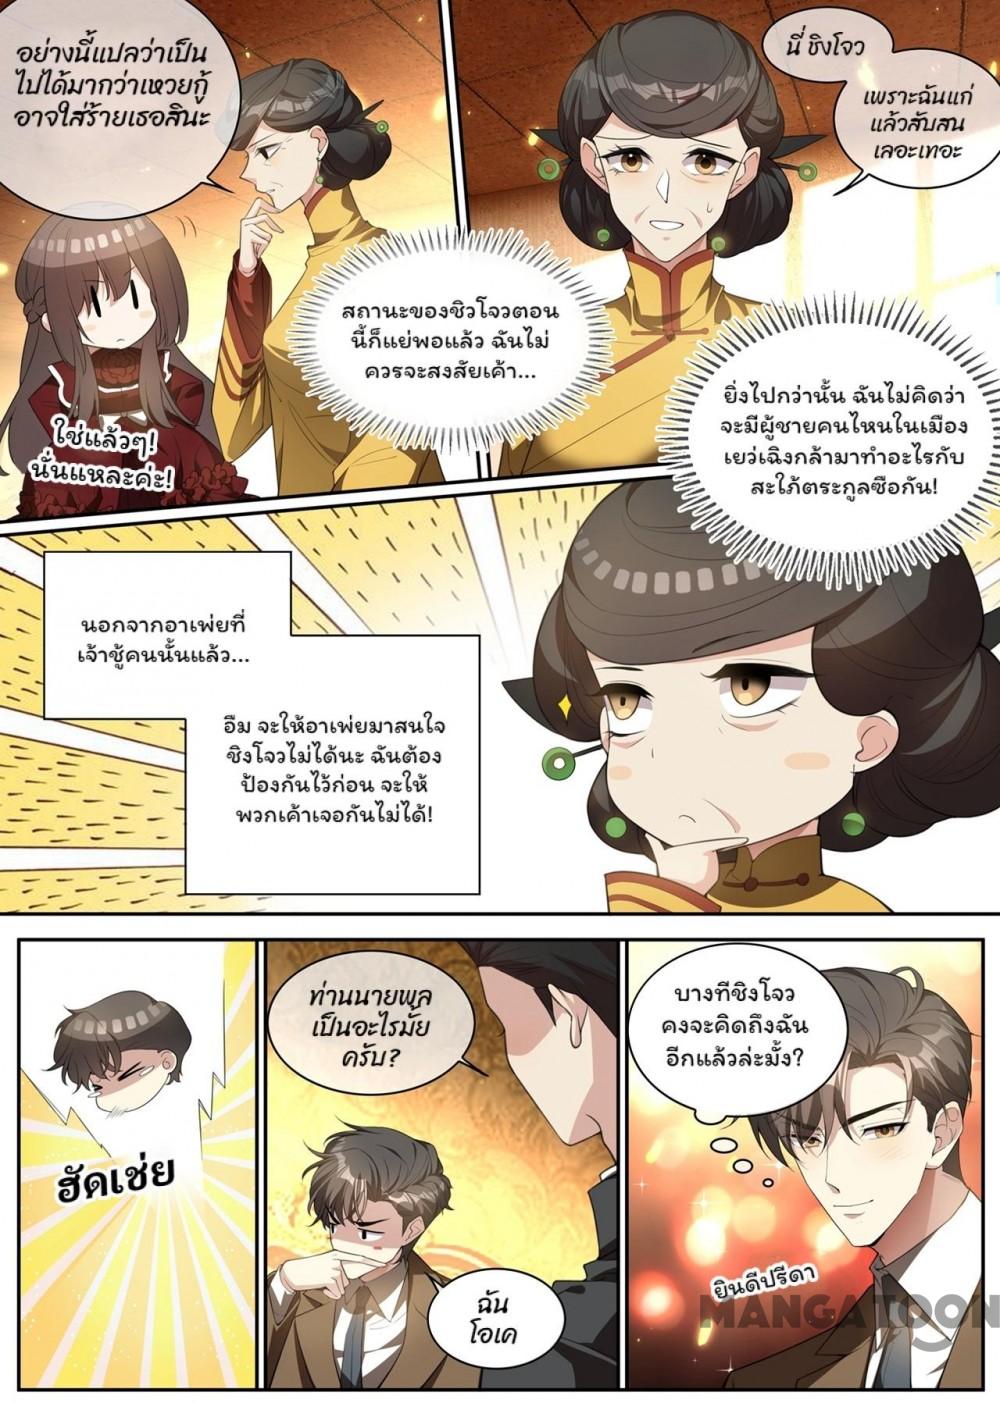 อย่างนี้แปลว่าเป็น
ไปได้มากว่าเหวยกู้
อาจใส่ร้ายเธอสินะ
ใช่แล้วๆ!
นั่นแหละค่ะ!
นี่ ชิงโจว
เพราะฉันแก่
แล้วสับสน
เลอะเทอะ
สถานะของชิวโจวตอน
นี้ก็แย่พอแล้ว ฉันไม่
ควรจะสงสัยเค้า...
ยิ่งไปกว่านั้น ฉันไม่คิดว่า
จะมีผู้ชายคนไหนในเมือง
เยว่เฉิงกล้ามาทำอะไรกับ
สะใภ้ตระกูลซือกัน!
นอกจากอาเพ่ยที่
เจ้าชู้คนนั้นแล้ว...
อืม จะให้อาเพ่ยมาสนใจ
ชิงโจวไม่ได้นะ ฉันต้อง
ป้องกันไว้ก่อน จะให้
พวกเค้าเจอกันไม่ได้!
ฮัดเช่ย
ท่านนายพล
เป็นอะไรมั้ย
ครับ?
ฉัน
โอเค
บางทีชิงโจว
คงจะคิดถึงฉัน
อีกแล้วล่ะมั้ง?
ยินดีปรีดา
MANGATOON